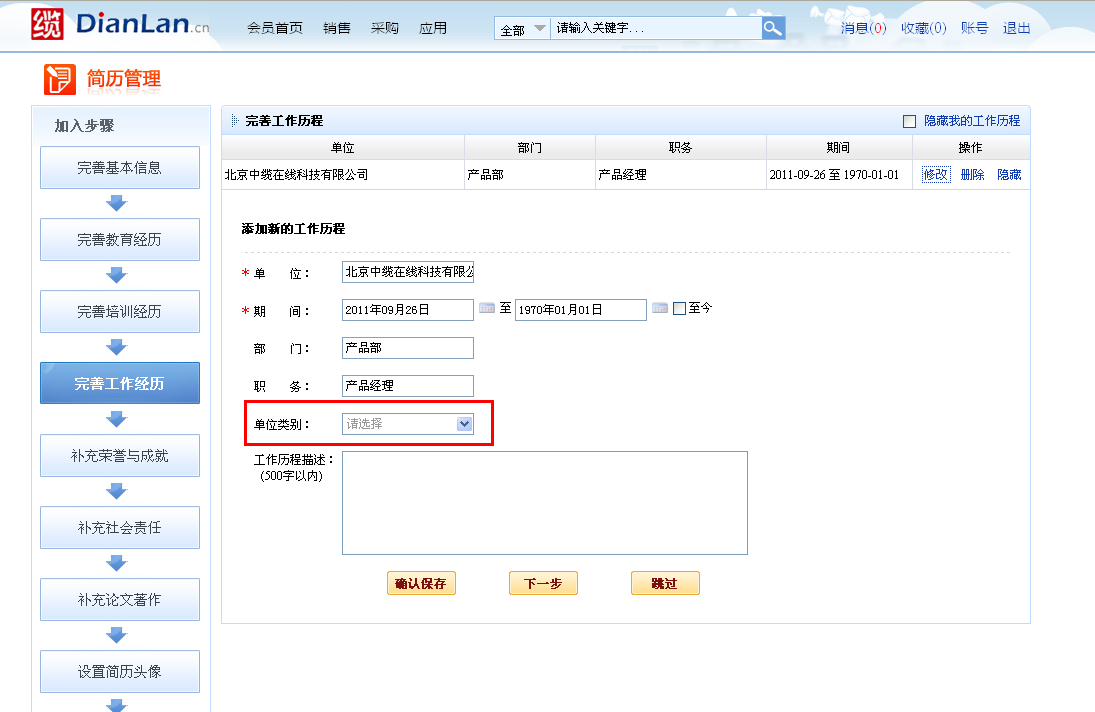 缆 DianLan.cn 会员首页 销售 采购 应用 全部 请输入关键字... 消息(0) 收藏(0) 账号 退出
简历管理
加入步骤
完善基本信息
完善教育经历
完善培训经历
完善工作经历
补充荣誉与成就
补充社会责任
补充论文著作
设置简历头像
完善工作历程 隐藏我的工作历程
单位 部门 职务 期间 操作
北京中缆在线科技有限公司 产品部 产品经理 2011-09-26 至 1970-01-01 修改 删除 隐藏
添加新的工作历程
* 单 位： 北京中缆在线科技有限公
* 期 间： 2011年09月26日 至 1970年01月01日 至今
部 门： 产品部
职 务： 产品经理
单位类别： 请选择
工作历程描述：
(500字以内)
确认保存 下一步 跳过